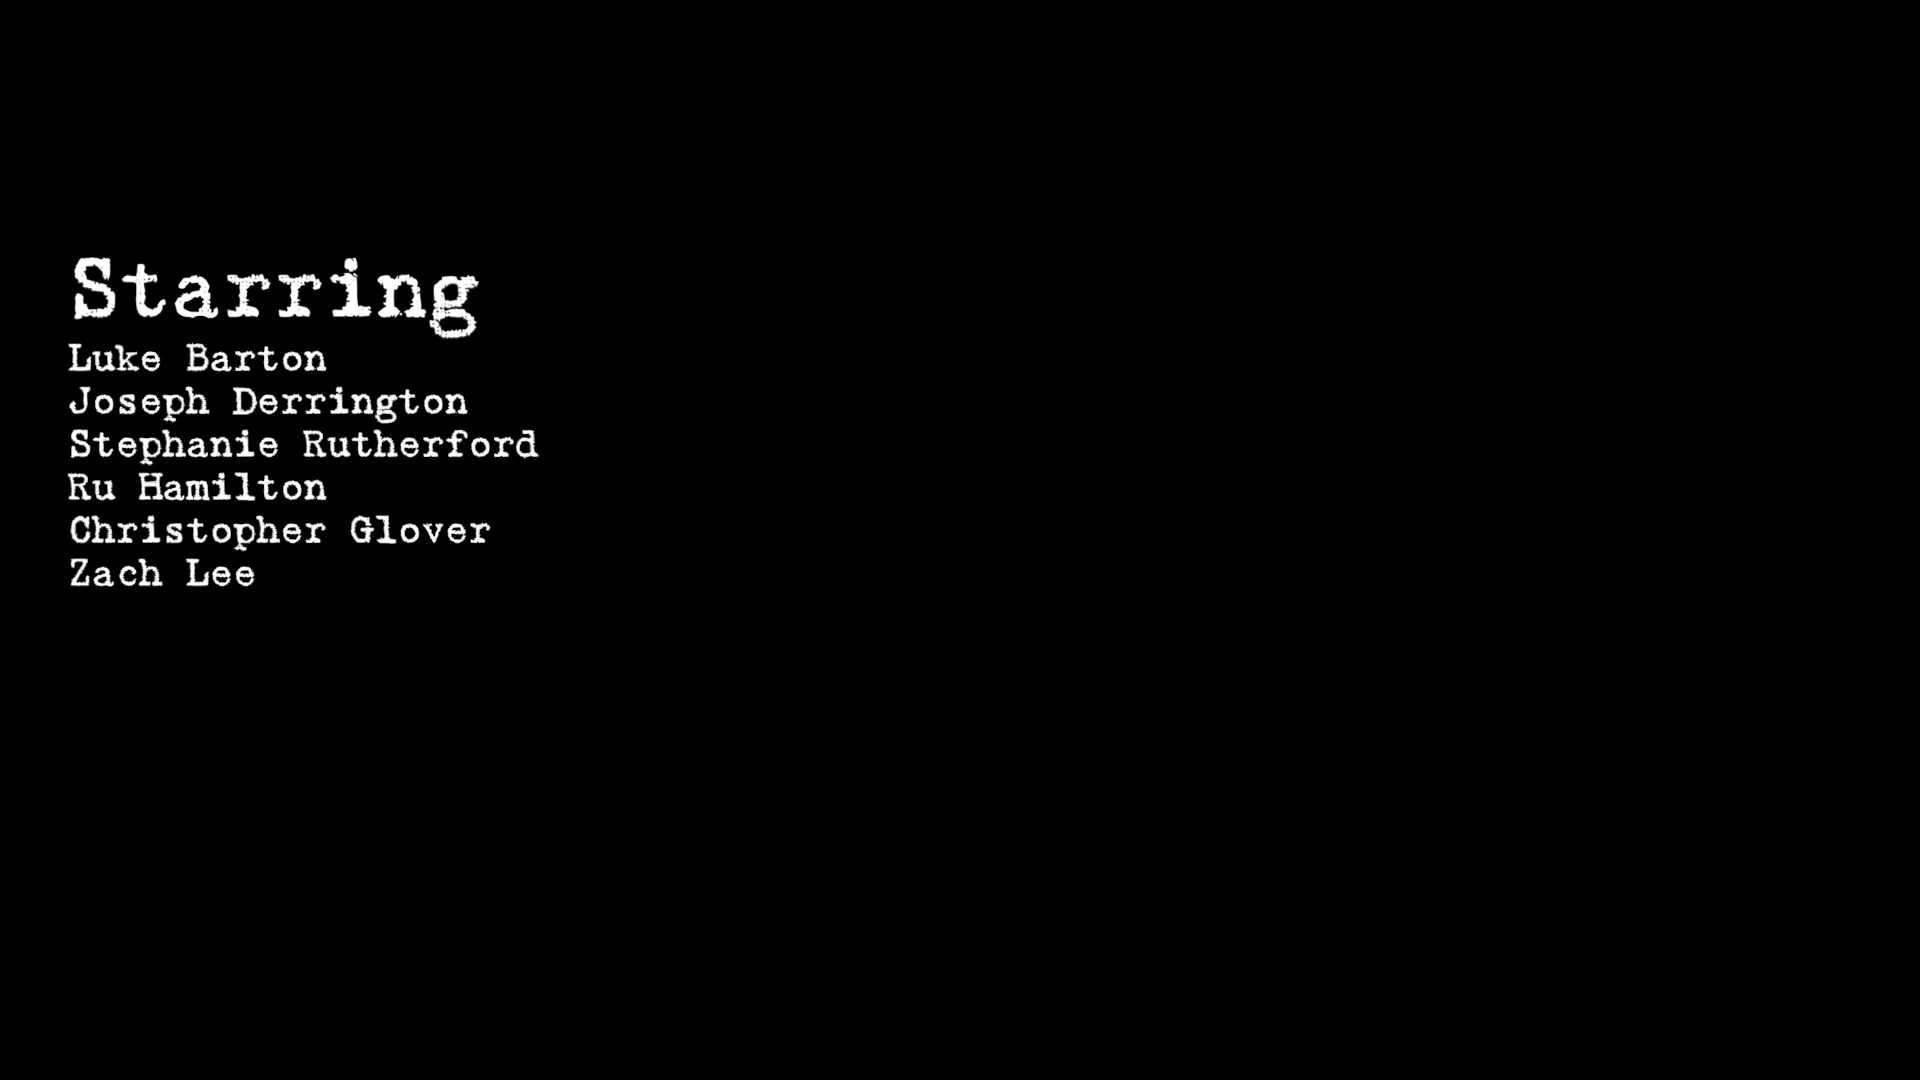 Starring
Luke Barton
Joseph Derrington
Stephanie Rutherford
Ru Hamilton
Christopher Glover
Zach Lee